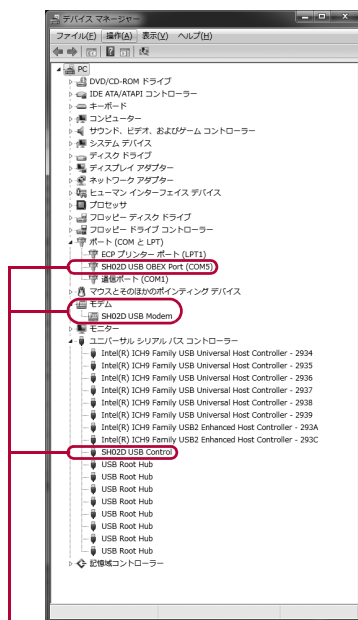 デバイス マネージャー
ファイル(F) 操作(A) 表示(V) ヘルプ(H)
PC
DVD/CD-ROM ドライブ
IDE ATA/ATAPI コントローラー
キーボード
コンピューター
サウンド、ビデオ、およびゲーム コントローラー
システム デバイス
ディスク ドライブ
ディスプレイ アダプター
ネットワーク アダプター
ヒューマン インターフェイス デバイス
プロセッサ
フロッピー ディスク ドライブ
フロッピー ドライブ コントローラー
ポート (COM と LPT)
ECP プリンター ポート (LPT1)
SH02D USB OBEX Port (COM5)
通信ポート (COM1)
マウスとそのほかのポインティング デバイス
モデム
SH02D USB Modem
モニター
ユニバーサル シリアル バス コントローラー
Intel(R) ICH9 Family USB Universal Host Controller - 2934
Intel(R) ICH9 Family USB Universal Host Controller - 2935
Intel(R) ICH9 Family USB Universal Host Controller - 2936
Intel(R) ICH9 Family USB Universal Host Controller - 2937
Intel(R) ICH9 Family USB Universal Host Controller - 2938
Intel(R) ICH9 Family USB Universal Host Controller - 2939
Intel(R) ICH9 Family USB2 Enhanced Host Controller - 293A
Intel(R) ICH9 Family USB2 Enhanced Host Controller - 293C
SH02D USB Control
USB Root Hub
USB Root Hub
USB Root Hub
USB Root Hub
USB Root Hub
USB Root Hub
USB Root Hub
USB Root Hub
記憶域コントローラー